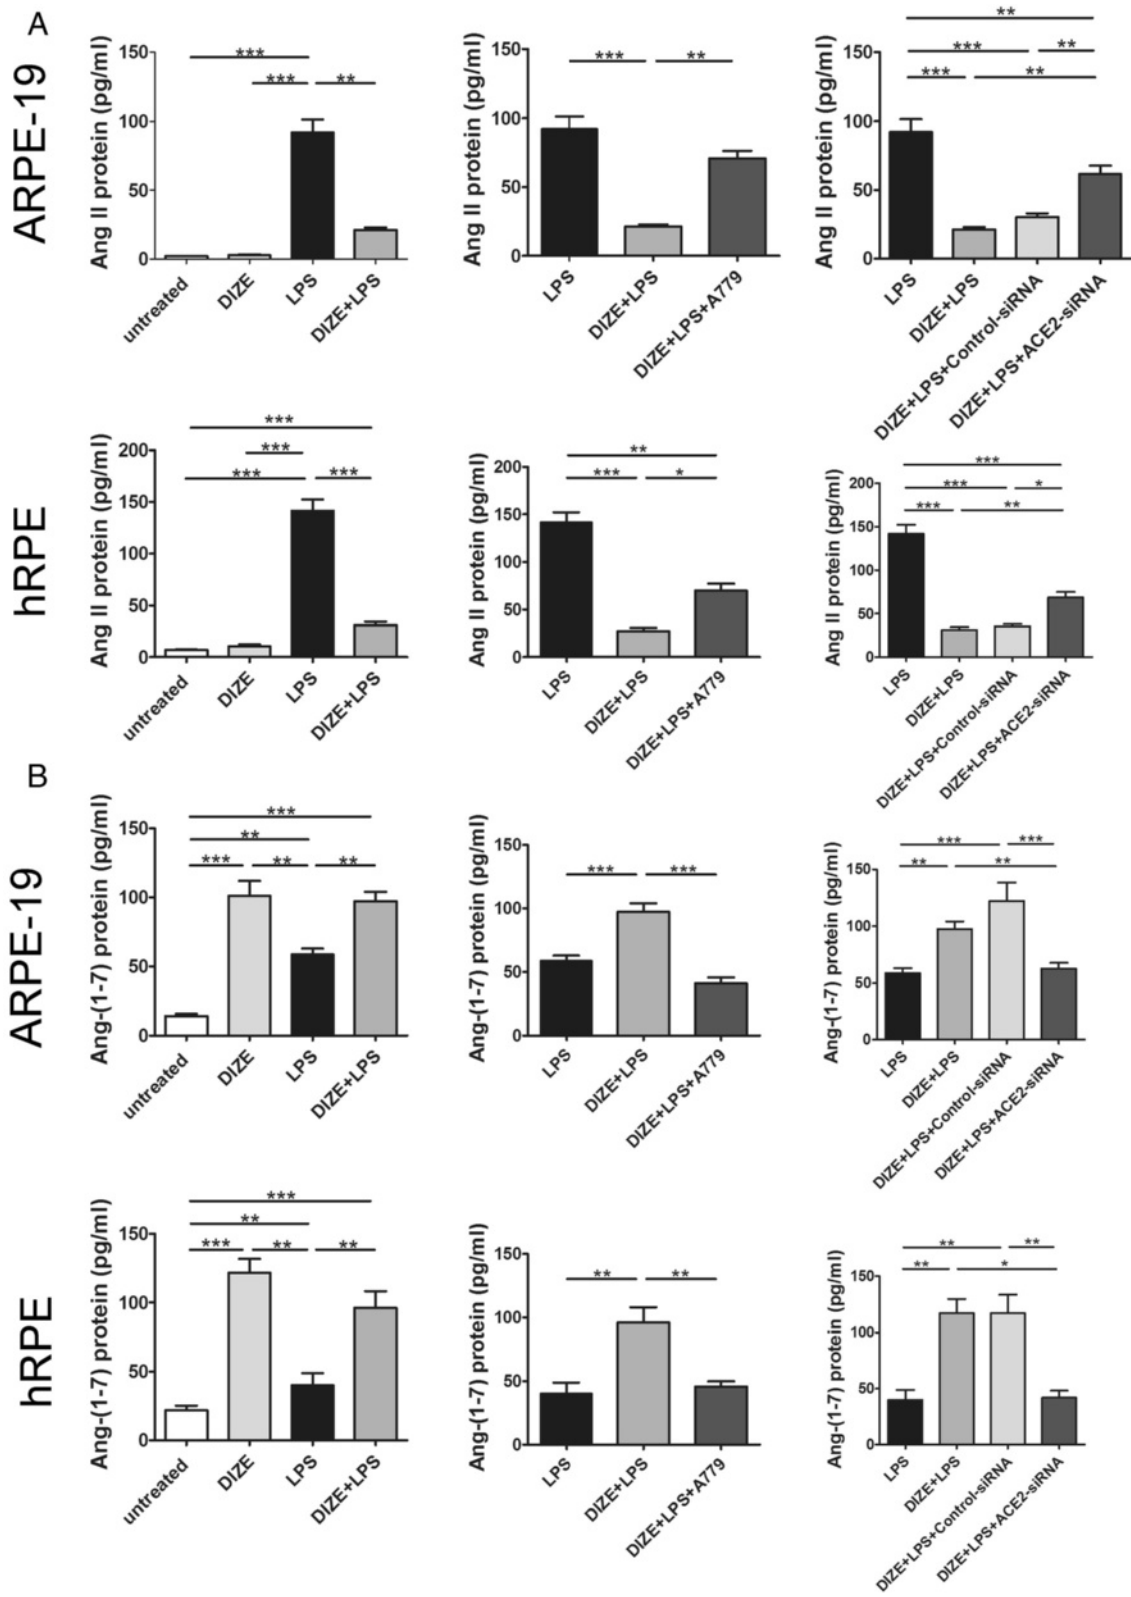 A
ARPE-19
Ang II protein (pg/ml)
150
100
50
0
***
***
**
untreated
DIZE
LPS
DIZE+LPS
Ang II protein (pg/ml)
150
100
50
0
***
**
LPS
DIZE+LPS
DIZE+LPS+A779
Ang II protein (pg/ml)
150
100
50
0
**
***
**
***
**
LPS
DIZE+LPS
DIZE+LPS+Control-siRNA
DIZE+LPS+ACE2-siRNA
hRPE
Ang II protein (pg/ml)
200
150
100
50
0
***
***
***
***
untreated
DIZE
LPS
DIZE+LPS
Ang II protein (pg/ml)
200
150
100
50
0
**
***
*
LPS
DIZE+LPS
DIZE+LPS+A779
Ang II protein (pg/ml)
200
150
100
50
0
***
***
*
***
**
LPS
DIZE+LPS
DIZE+LPS+Control-siRNA
DIZE+LPS+ACE2-siRNA
B
ARPE-19
Ang-(1-7) protein (pg/ml)
150
100
50
0
***
**
***
**
**
untreated
DIZE
LPS
DIZE+LPS
Ang-(1-7) protein (pg/ml)
150
100
50
0
***
***
LPS
DIZE+LPS
DIZE+LPS+A779
Ang-(1-7) protein (pg/ml)
150
100
50
0
***
***
**
**
LPS
DIZE+LPS
DIZE+LPS+Control-siRNA
DIZE+LPS+ACE2-siRNA
hRPE
Ang-(1-7) protein (pg/ml)
150
100
50
0
***
**
***
**
**
untreated
DIZE
LPS
DIZE+LPS
Ang-(1-7) protein (pg/ml)
150
100
50
0
**
**
LPS
DIZE+LPS
DIZE+LPS+A779
Ang-(1-7) protein (pg/ml)
150
100
50
0
**
**
**
*
LPS
DIZE+LPS
DIZE+LPS+Control-siRNA
DIZE+LPS+ACE2-siRNA